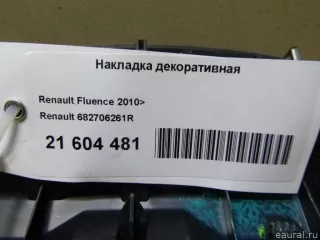 Накладка декоративная
Renault Fluence 2010>
Renault 682706261R
21 604 481
eaural.ru